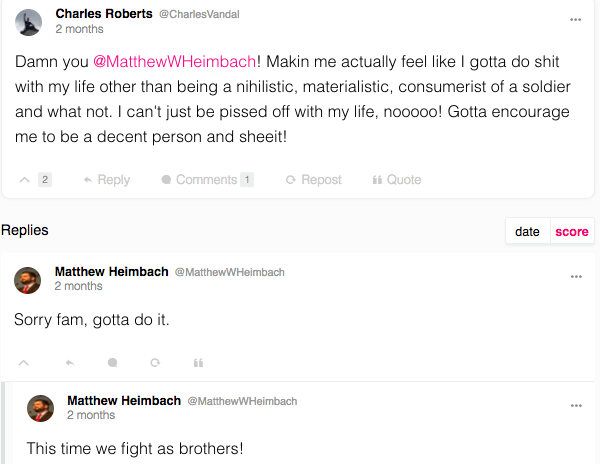 Charles Roberts @CharlesVandal
2 months
Damn you @MatthewWHeimbach! Makin me actually feel like I gotta do shit
with my life other than being a nihilistic, materialistic, consumerist of a soldier
and what not. I can't just be pissed off with my life, nooooo! Gotta encourage
me to be a decent person and sheeit!
2 Reply Comments 1 Repost Quote
Replies date score
Matthew Heimbach @MatthewWHeimbach
2 months
Sorry fam, gotta do it.
Matthew Heimbach @MatthewWHeimbach
2 months
This time we fight as brothers!